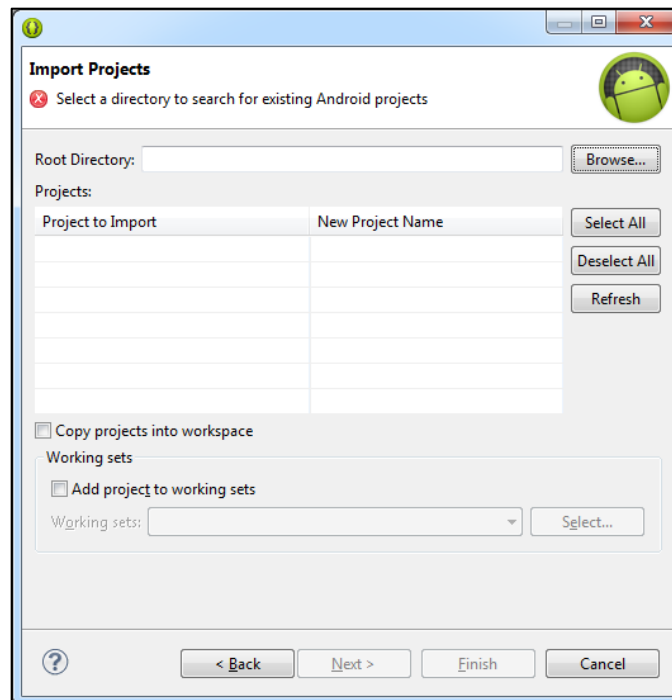 Import Projects
Select a directory to search for existing Android projects
Root Directory:
Browse...
Projects:
Project to Import
New Project Name
Select All
Deselect All
Refresh
Copy projects into workspace
Working sets
Add project to working sets
Working sets:
Select...
?
< Back
Next >
Finish
Cancel